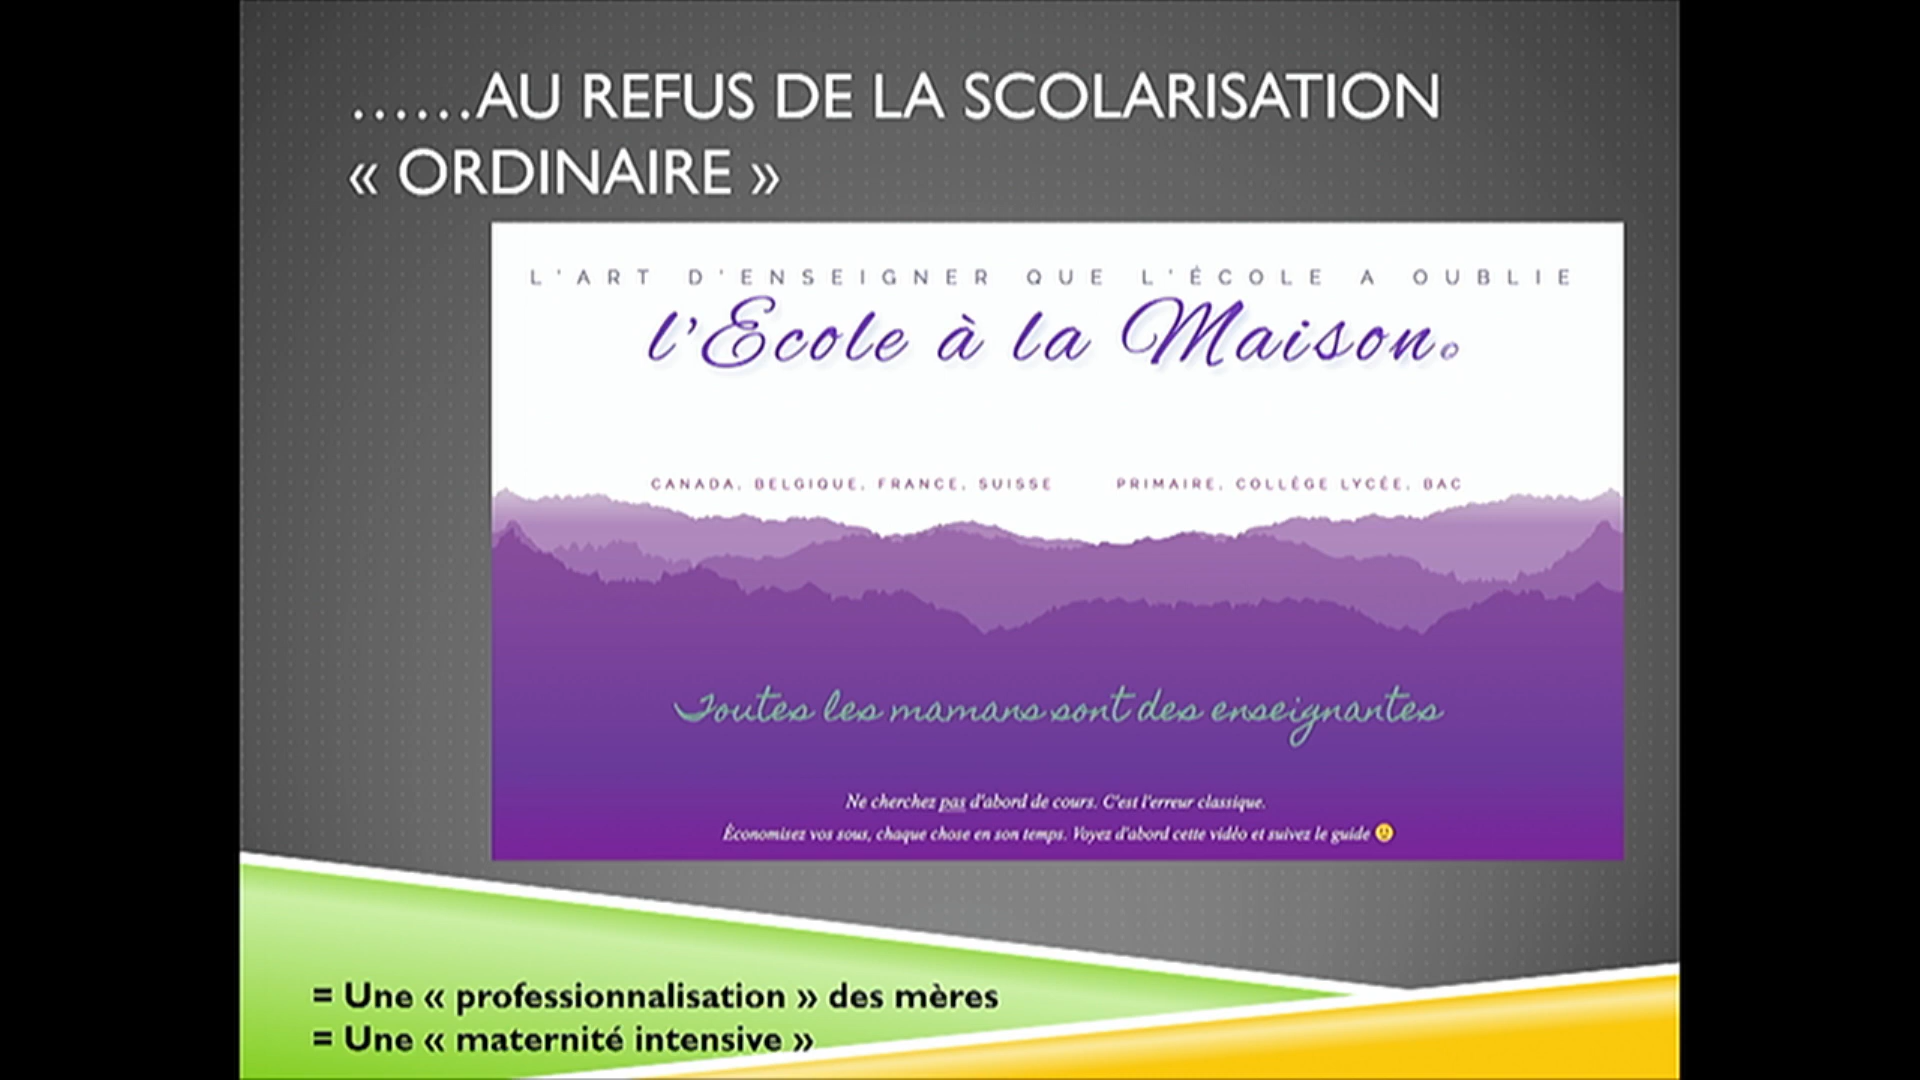 ......AU REFUS DE LA SCOLARISATION
« ORDINAIRE »
L'ART D'ENSEIGNER QUE L'ÉCOLE A OUBLIE
l'Ecole à la Maison©
CANADA, BELGIQUE, FRANCE, SUISSE
PRIMAIRE, COLLÉGE LYCÉE, BAC
Toutes les mamans sont des enseignantes
Ne cherchez pas d'abord de cours. C'est l'erreur classique.
Économisez vos sous, chaque chose en son temps. Voyez d'abord cette vidéo et suivez le guide
= Une « professionnalisation » des mères
= Une « maternité intensive »